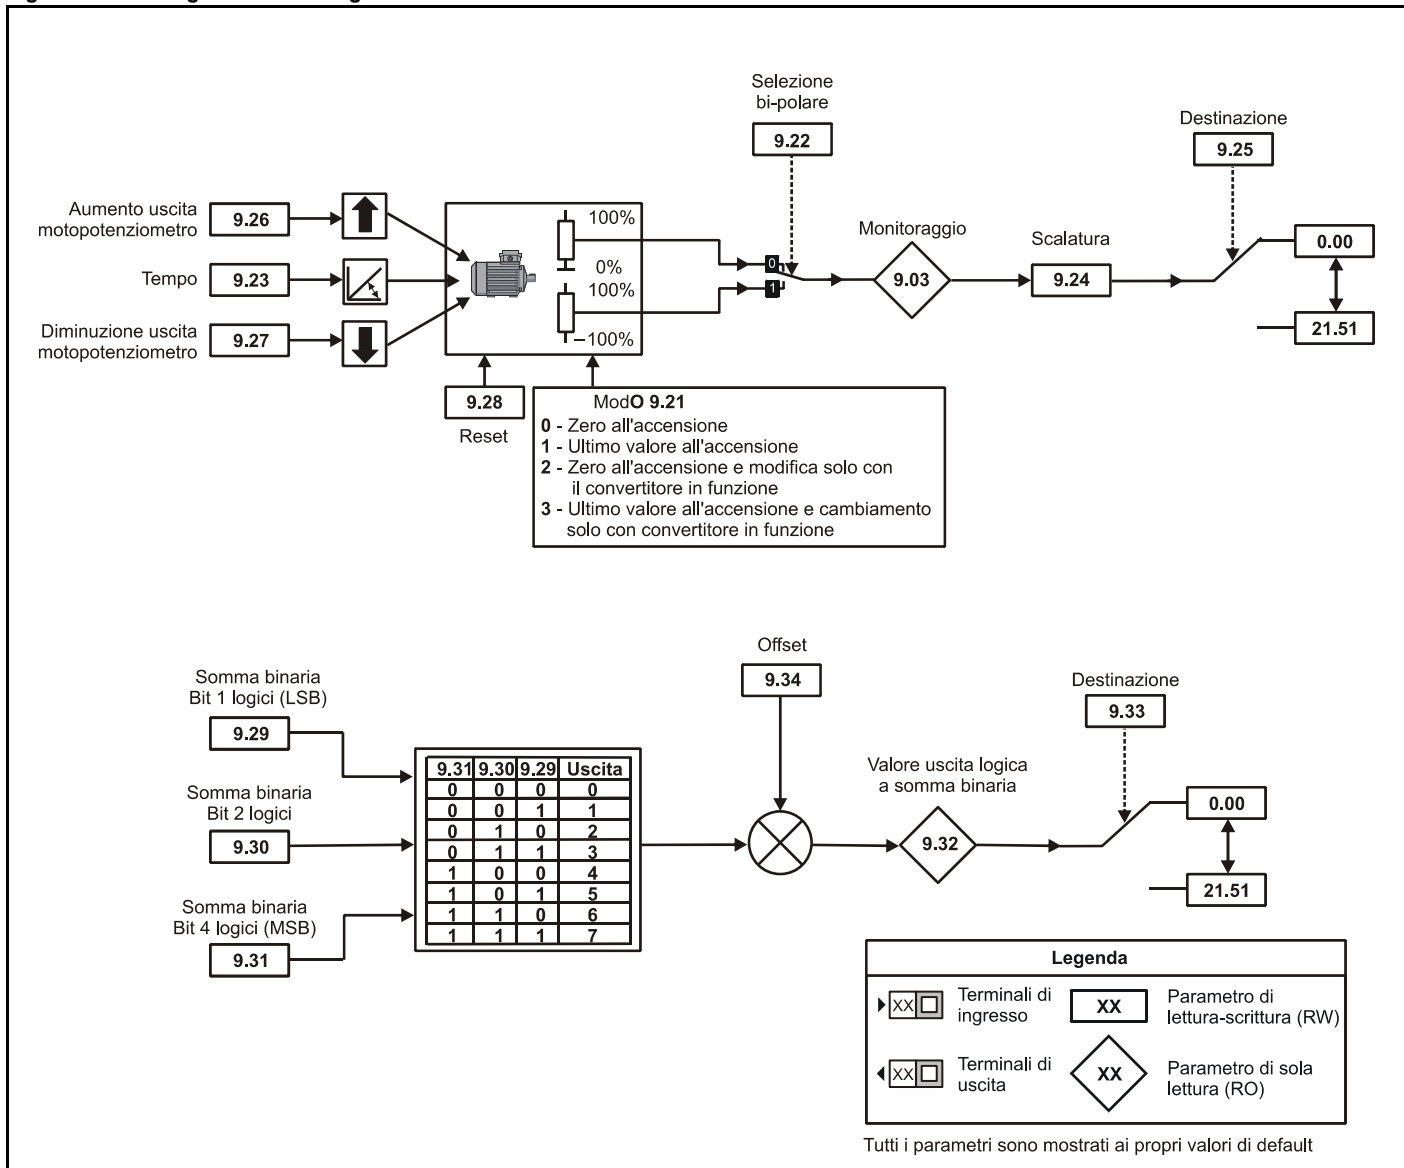 Selezione
bi-polare
9.22
Destinazione
9.25
Aumento uscita
motopotenziometro
9.26
Tempo
9.23
Diminuzione uscita
motopotenziometro
9.27
100%
0%
100%
–100%
0
1
Monitoraggio
9.03
Scalatura
9.24
0.00
21.51
9.28
Reset
ModO 9.21
0 - Zero all'accensione
1 - Ultimo valore all'accensione
2 - Zero all'accensione e modifica solo con
il convertitore in funzione
3 - Ultimo valore all'accensione e cambiamento
solo con convertitore in funzione
Somma binaria
Bit 1 logici (LSB)
9.29
Somma binaria
Bit 2 logici
9.30
Somma binaria
Bit 4 logici (MSB)
9.31
9.31 9.30 9.29 Uscita
0 0 0 0
0 0 1 1
0 1 0 2
0 1 1 3
1 0 0 4
1 0 1 5
1 1 0 6
1 1 1 7
Offset
9.34
Valore uscita logica
a somma binaria
9.32
Destinazione
9.33
0.00
21.51
Legenda
XX
Terminali di
ingresso
XX
Parametro di
lettura-scrittura (RW)
XX
Terminali di
uscita
XX
Parametro di sola
lettura (RO)
Tutti i parametri sono mostrati ai propri valori di default